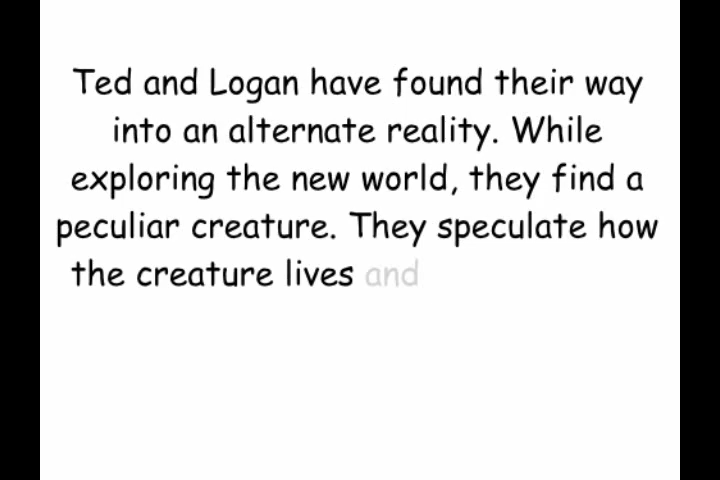 Ted and Logan have found their way
into an alternate reality. While
exploring the new world, they find a
peculiar creature. They speculate how
the creature lives and